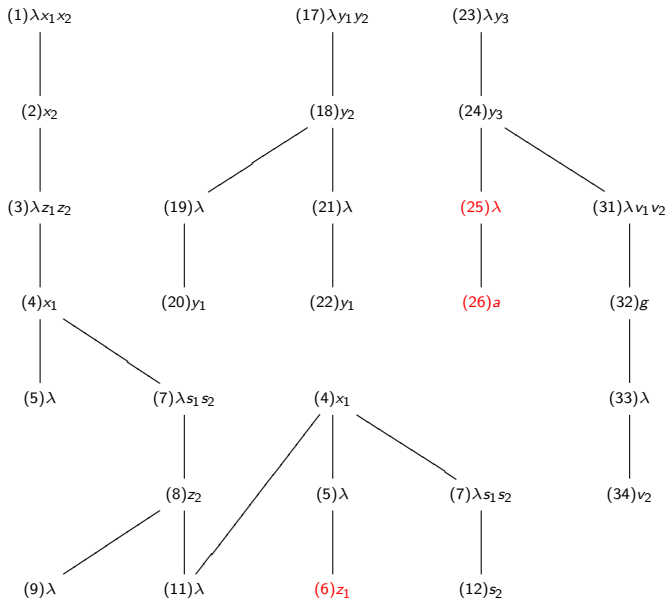 (1)λx₁x₂ (17)λy₁y₂ (23)λy₃
(2)x₂ (18)y₂ (24)y₃
(3)λz₁z₂ (19)λ (21)λ (25)λ (31)λv₁v₂
(4)x₁ (20)y₁ (22)y₁ (26)a (32)g
(5)λ (7)λs₁s₂ (4)x₁ (33)λ
(8)z₂ (5)λ (7)λs₁s₂ (34)v₂
(9)λ (11)λ (6)z₁ (12)s₂